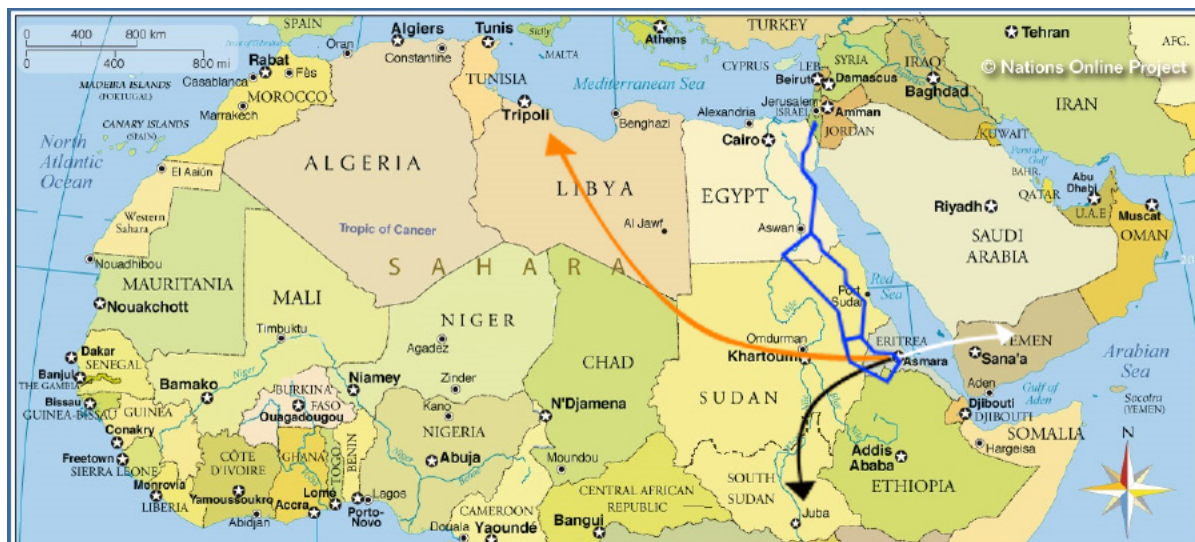 0 400 800 km
0 400 800 mi
SPAIN
Algiers
Tunis
Sicily
MALTA
Athens
TURKEY
CYPRUS
SYRIA
LEB.
Beirut
Damascus
IRAQ
Baghdad
Tehran
AFG.
© Nations Online Project
IRAN
Oran
Constantine
Rabat
Casablanca
Fès
MADEIRA ISLANDS
(PORTUGAL)
MOROCCO
Marrakech
TUNISIA
Tripoli
Mediterranean Sea
Benghazi
Alexandria
Jerusalem
ISRAEL
Amman
JORDAN
Cairo
KUWAIT
Persian
Gulf
BAHR.
QATAR
Abu
Dhabi
U.A.E
Muscat
OMAN
CANARY ISLANDS
(SPAIN)
North
Atlantic
Ocean
El Aaiún
Western
Sahara
ALGERIA
LIBYA
EGYPT
Al Jawf
Aswan
Riyadh
SAUDI
ARABIA
Tropic of Cancer
SAHARA
Nouadhibou
MAURITANIA
Nouakchott
MALI
Timbuktu
NIGER
Agadez
CHAD
Nile
Port
Sudan
Red
Sea
20
Omdurman
Khartoum
ERITREA
Asmara
YEMEN
Sana'a
Arabian
Sea
Dakar
SENEGAL
Banjul
THE GAMBIA
Bissau
GUINEA-BISSAU
GUINEA
Conakry
Freetown
SIERRA LEONE
Monrovia
LIBERIA
Bamako
Niger
BURKINA
FASO
Ouagadougou
Niamey
Zinder
Kano
NIGERIA
Abuja
N'Djamena
SUDAN
Aden
Gulf of
Aden
Socotra
(YEMEN)
Djibouti
DJIBOUTI
SOMALIA
Hargeisa
N
CÔTE
D'IVOIRE
Yamoussoukro
Abidjan
GHANA
Accra
TOGO
Lomé
BENIN
Porto-
Novo
Lagos
Niger
Benue
Moundou
CENTRAL AFRICAN
REPUBLIC
Bangui
CAMEROON
Douala
Yaoundé
SOUTH
SUDAN
Juba
Addis
Ababa
ETHIOPIA